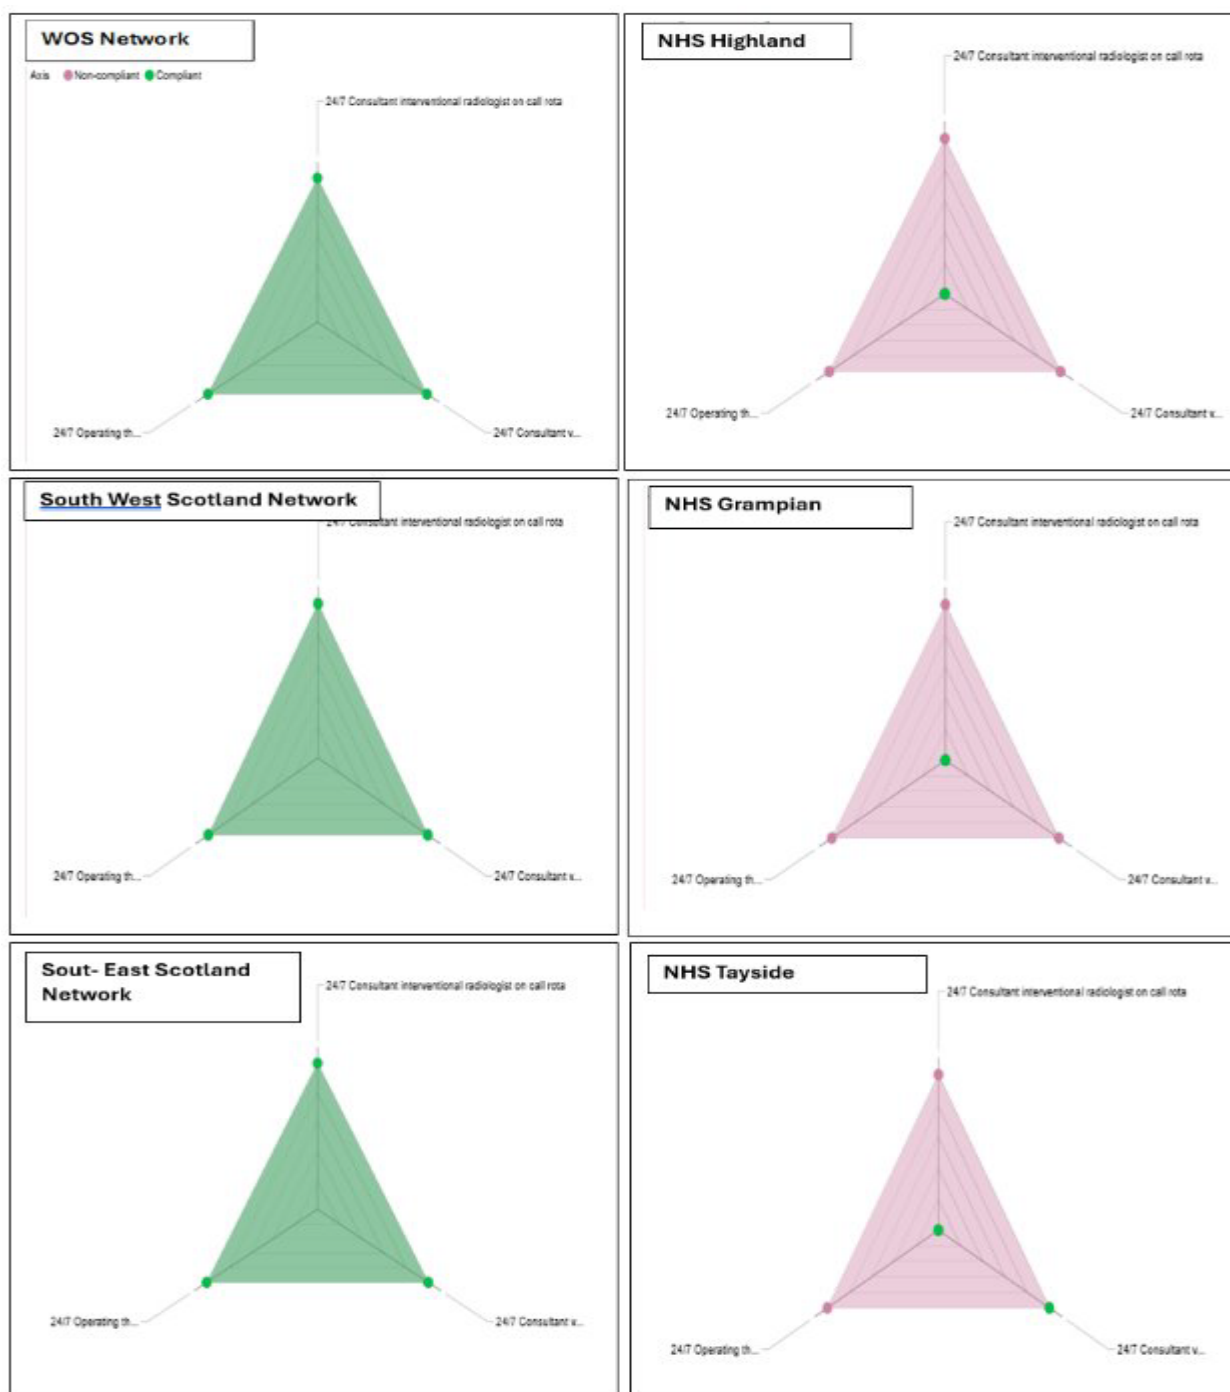 WOS Network
Axis Non-compliant Compliant
24/7 Consultant interventional radiologist on call rota
24/7 Operating th...
24/7 Consultant v...
NHS Highland
24/7 Consultant interventional radiologist on call rota
24/7 Operating th...
24/7 Consultant v...
South West Scotland Network
24/7 Consultant interventional radiologist on call rota
24/7 Operating th...
24/7 Consultant v...
NHS Grampian
24/7 Consultant interventional radiologist on call rota
24/7 Operating th...
24/7 Consultant v...
Sout- East Scotland
Network
24/7 Consultant interventional radiologist on call rota
24/7 Operating th...
24/7 Consultant v...
NHS Tayside
24/7 Consultant interventional radiologist on call rota
24/7 Operating th...
24/7 Consultant v...